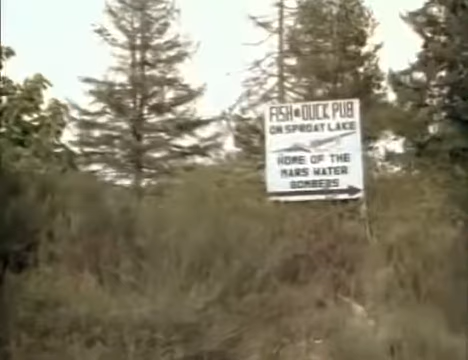 FISH & DUCK PUB
ON SPROAT LAKE
HOME OF THE
MARS WATER
BOMBERS